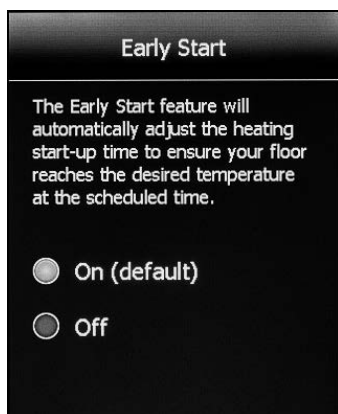 Early Start
The Early Start feature will
automatically adjust the heating
start-up time to ensure your floor
reaches the desired temperature
at the scheduled time.
On (default)
Off